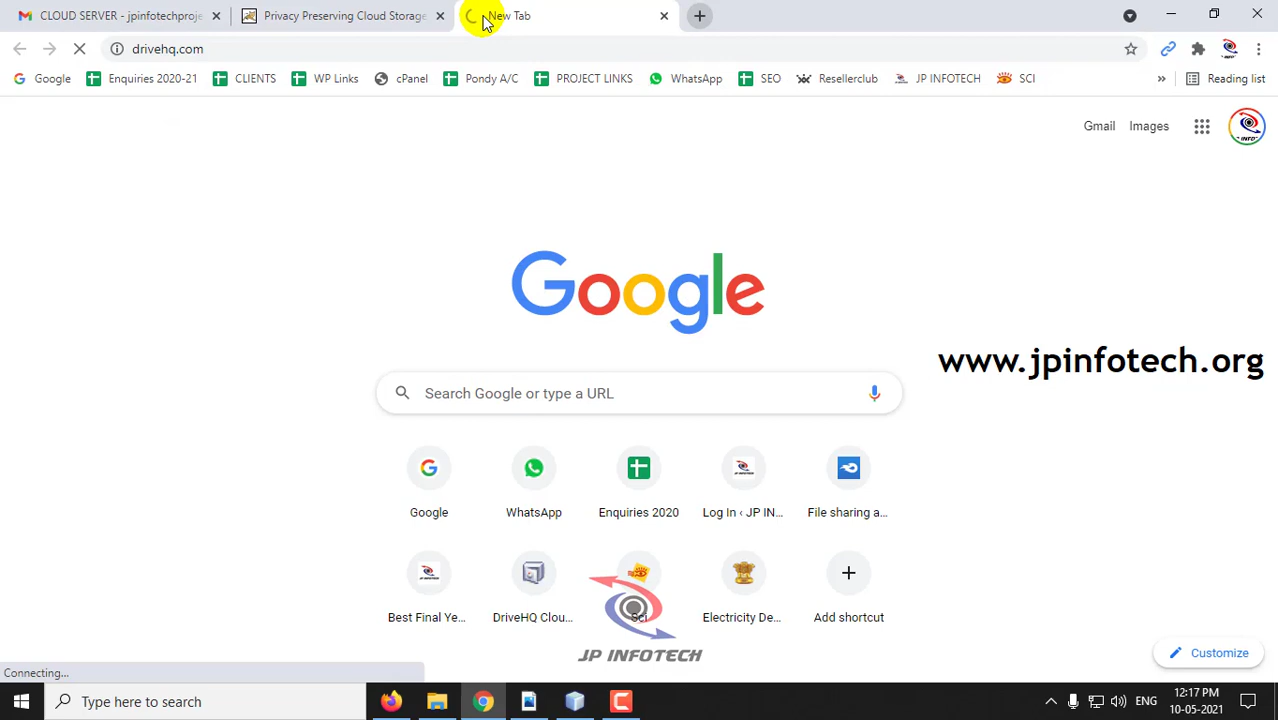 CLOUD SERVER - jpinfotechproje
Privacy Preserving Cloud Storage
New Tab
drivehq.com
Google
Enquiries 2020-21
CLIENTS
WP Links
cPanel
Pondy A/C
PROJECT LINKS
WhatsApp
SEO
Resellerclub
JP INFOTECH
SCI
»
Reading list
Gmail
Images
Google
www.jpinfotech.org
Search Google or type a URL
Google
WhatsApp
Enquiries 2020
Log In ‹ JP IN...
File sharing a...
Best Final Ye...
DriveHQ Clou...
Sci
Electricity De...
Add shortcut
JP INFOTECH
Customize
Connecting...
Type here to search
ENG
12:17 PM
10-05-2021